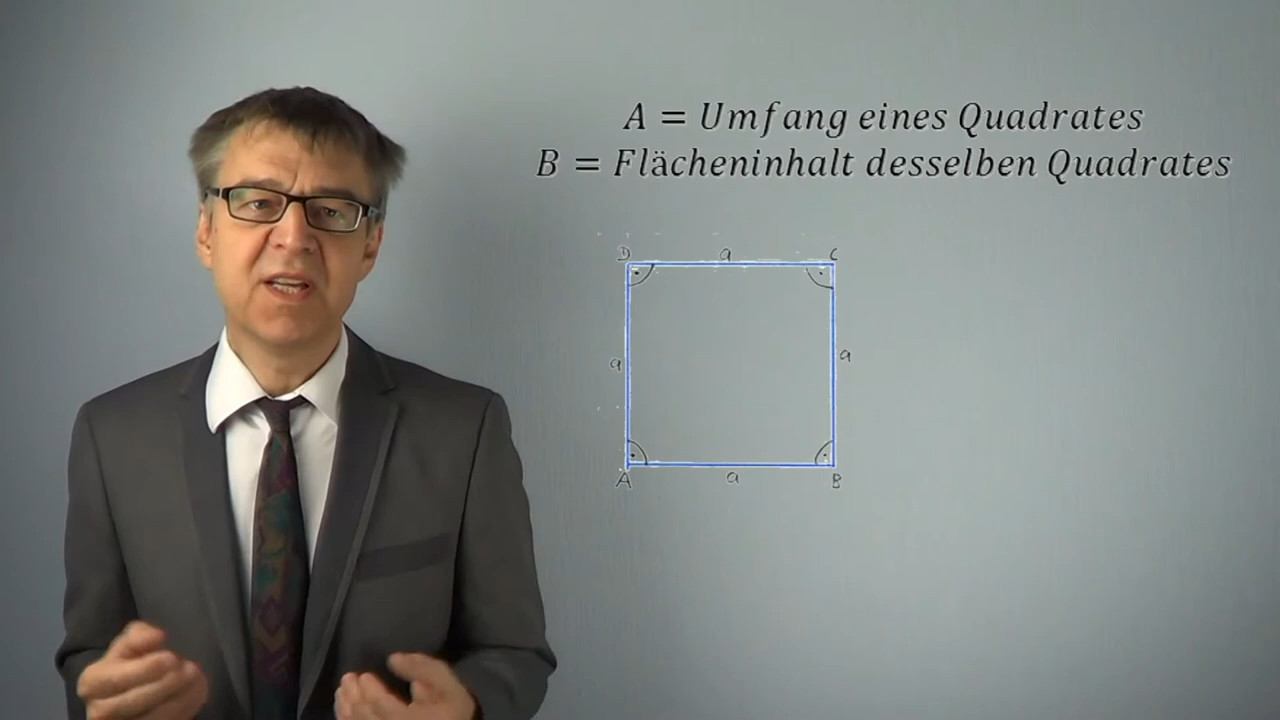 A = Umfang eines Quadrates
B = Flächeninhalt desselben Quadrates
D a C
a a
A a B